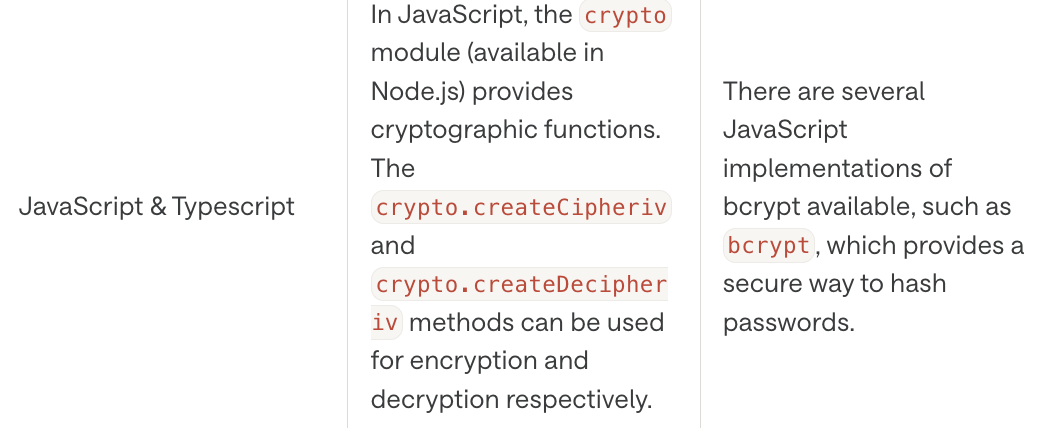 JavaScript & Typescript
In JavaScript, the crypto
module (available in
Node.js) provides
cryptographic functions.
The
crypto.createCipheriv
and
crypto.createDecipher
iv methods can be used
for encryption and
decryption respectively.
There are several
JavaScript
implementations of
bcrypt available, such as
bcrypt, which provides a
secure way to hash
passwords.